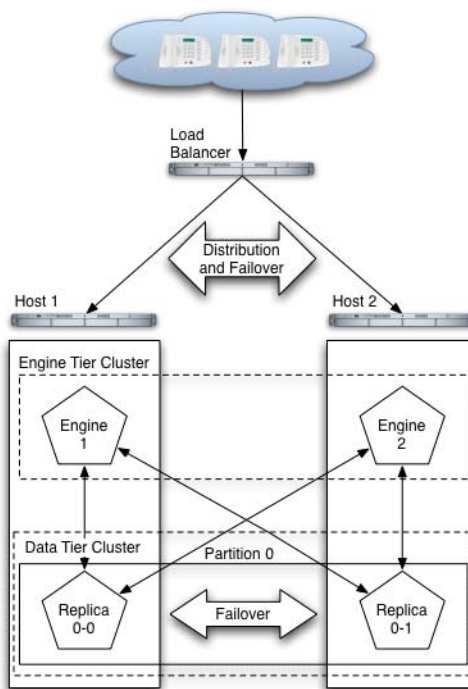 Load
Balancer
Distribution
and Failover
Host 1
Host 2
Engine Tier Cluster
Engine
1
Engine
2
Data Tier Cluster
Partition 0
Replica
0-0
Failover
Replica
0-1